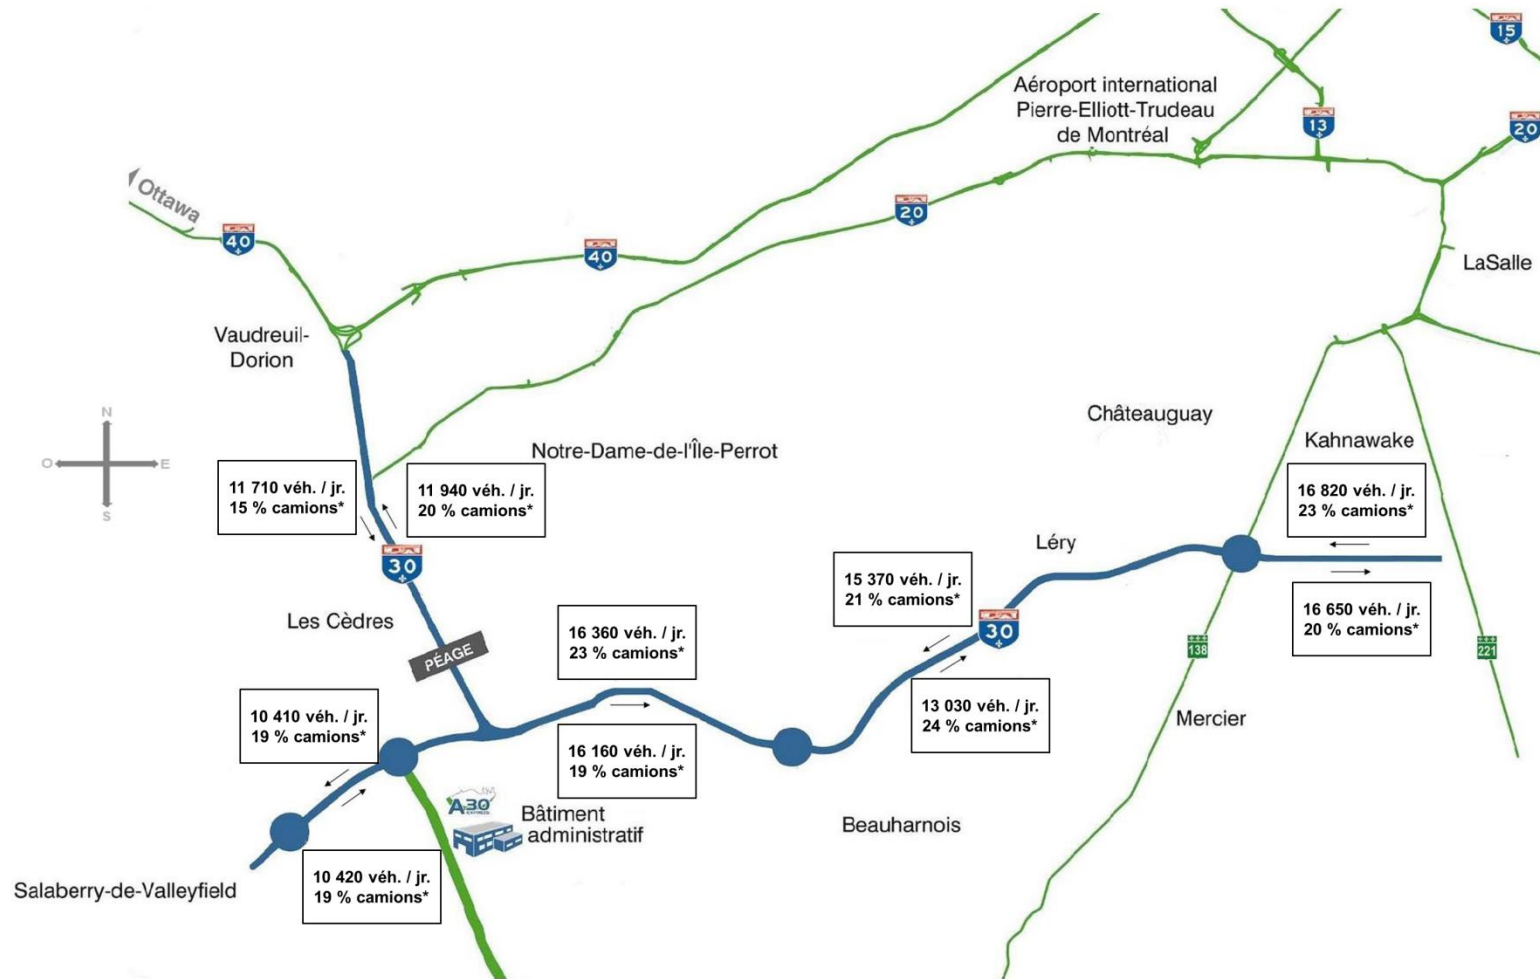 15
Aéroport international
Pierre-Elliott-Trudeau
de Montréal
13
20
Ottawa
40
20
40
LaSalle
Vaudreuil-
Dorion
N
O
E
S
Châteauguay
Kahnawake
Notre-Dame-de-l'Île-Perrot
11 710 véh. / jr.
15 % camions*
11 940 véh. / jr.
20 % camions*
16 820 véh. / jr.
23 % camions*
30
Léry
15 370 véh. / jr.
21 % camions*
16 650 véh. / jr.
20 % camions*
Les Cèdres
16 360 véh. / jr.
23 % camions*
30
138
221
PÉAGE
10 410 véh. / jr.
19 % camions*
13 030 véh. / jr.
24 % camions*
Mercier
16 160 véh. / jr.
19 % camions*
A30
Bâtiment
administratif
Beauharnois
10 420 véh. / jr.
19 % camions*
Salaberry-de-Valleyfield